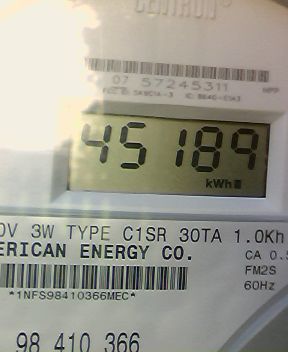 CENTRON®
07 57245311
45189
kWh
0V 3W TYPE C1SR 30TA 1.0Kh
ERICAN ENERGY CO.
CA 0.5
FM2S
60Hz
*1NFS98410366MEC*
98 410 366